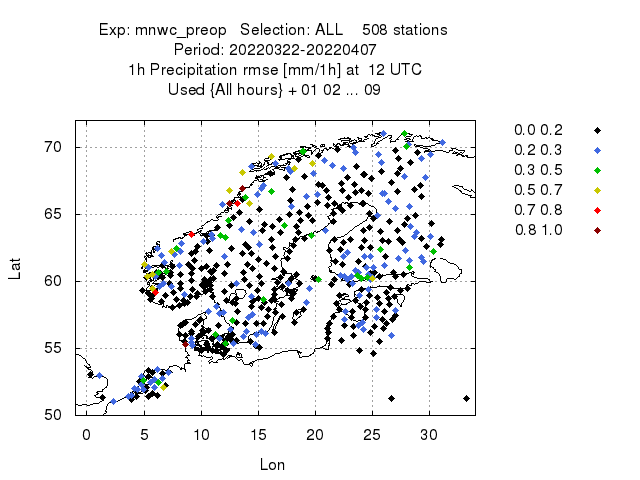 Exp: mnwc_preop   Selection: ALL    508 stations
Period: 20220322-20220407
1h Precipitation rmse [mm/1h] at  12 UTC
Used {All hours} + 01 02 ... 09
0.0 0.2
0.2 0.3
0.3 0.5
0.5 0.7
0.7 0.8
0.8 1.0
70
65
60
55
50
Lat
0 5 10 15 20 25 30
Lon